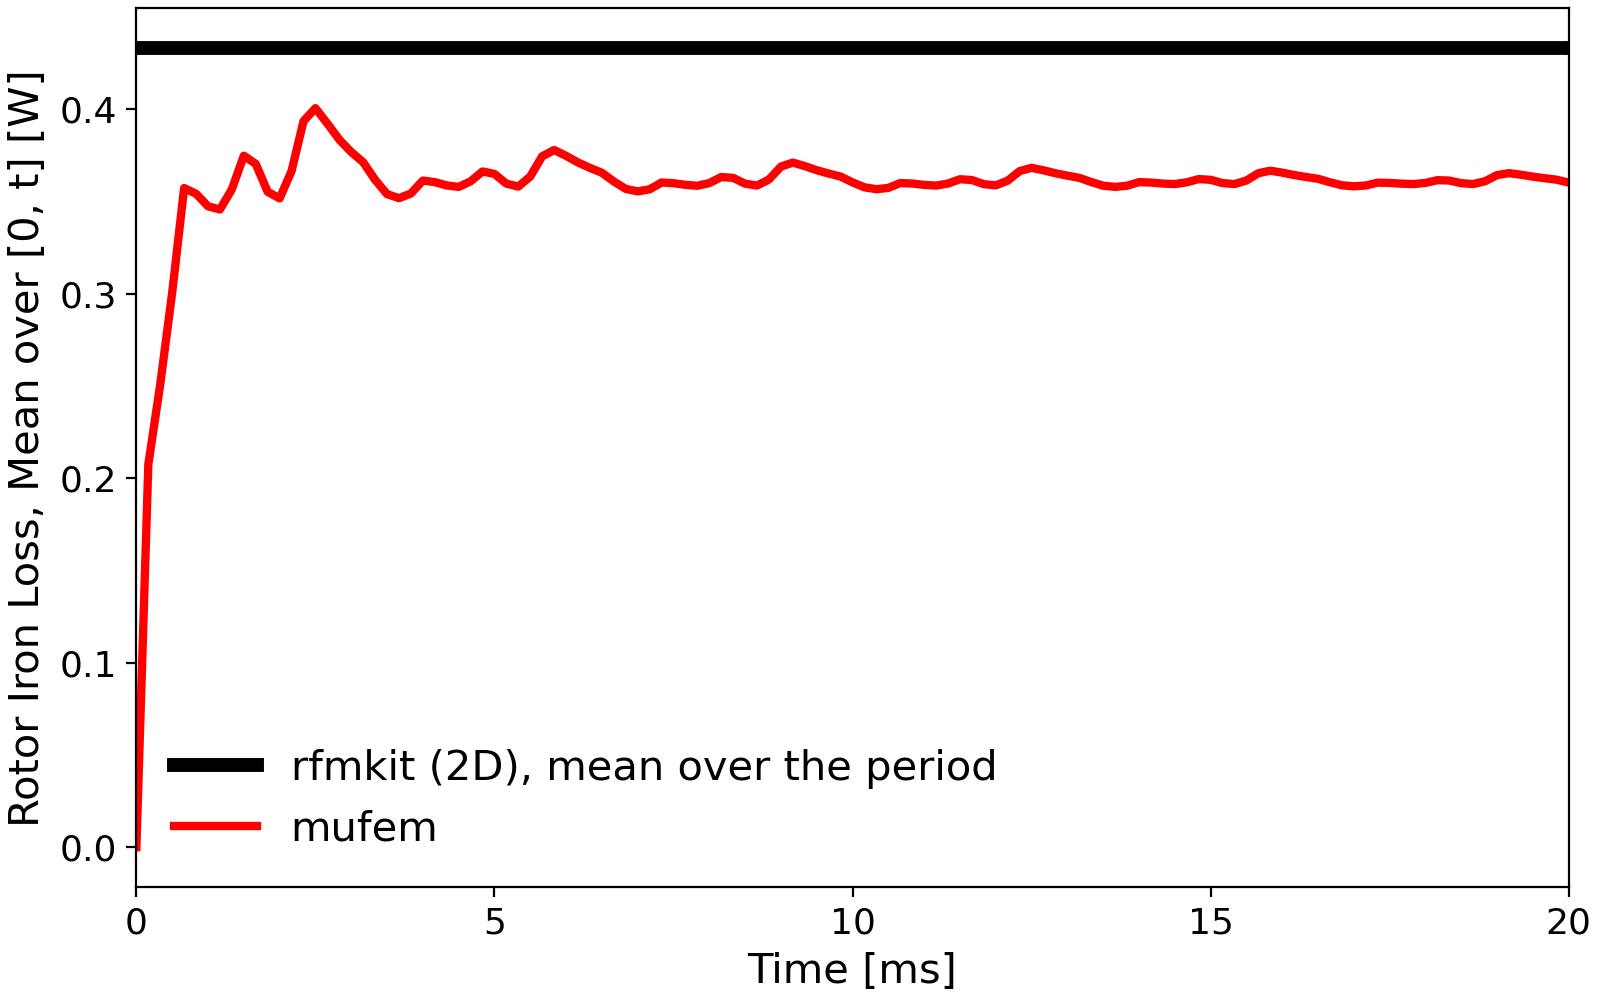 Rotor Iron Loss, Mean over [0, t] [W]
0.4
0.3
0.2
0.1
0.0
rfmkit (2D), mean over the period
mufem
0 5 10 15 20
Time [ms]